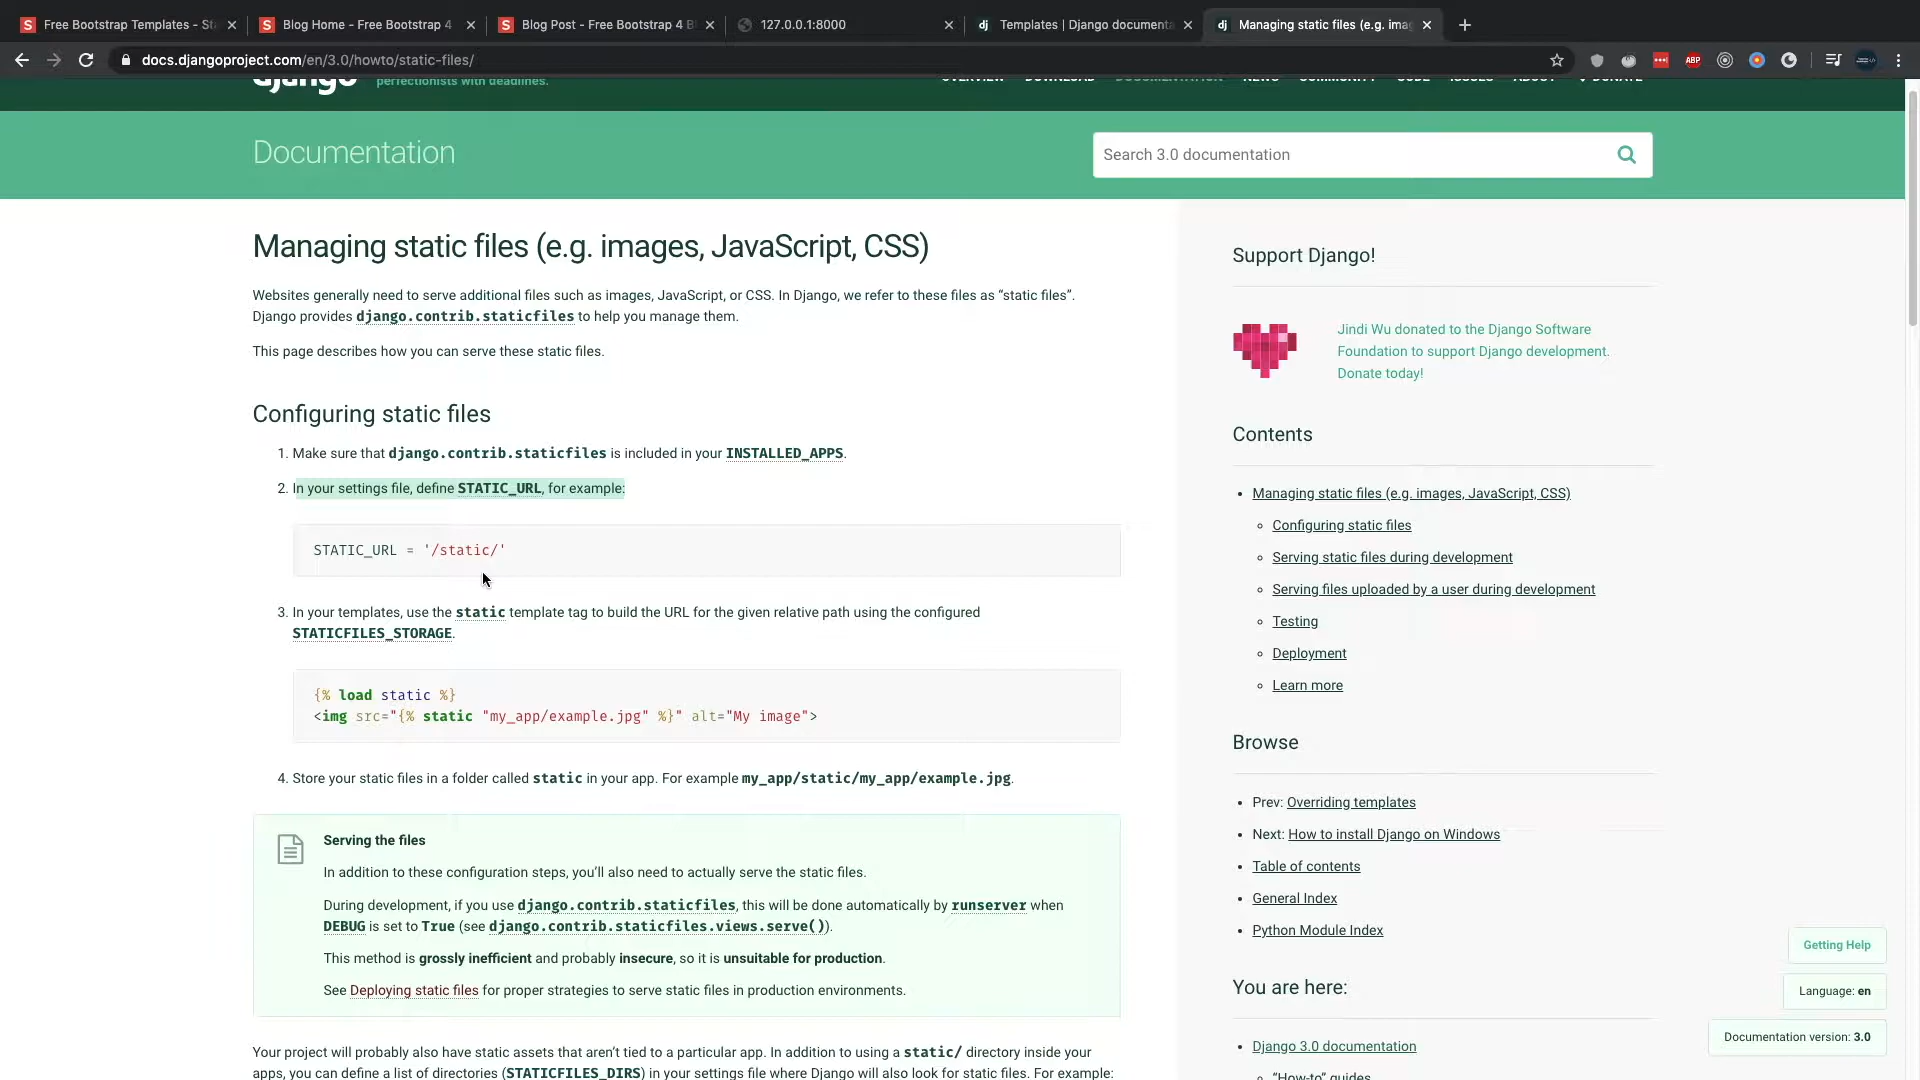 Free Bootstrap Templates - St
Blog Home - Free Bootstrap 4
Blog Post - Free Bootstrap 4 B
127.0.0.1:8000
dj Templates | Django documenta
dj Managing static files (e.g. imag
docs.djangoproject.com/en/3.0/howto/static-files/
ABP
django perfectionists with deadlines.
OVERVIEW DOWNLOAD DOCUMENTATION NEWS COMMUNITY CODE ISSUES ABOUT ♥ DONATE
Documentation
Search 3.0 documentation
Managing static files (e.g. images, JavaScript, CSS)
Websites generally need to serve additional files such as images, JavaScript, or CSS. In Django, we refer to these files as “static files”.
Django provides django.contrib.staticfiles to help you manage them.
This page describes how you can serve these static files.
Configuring static files
1. Make sure that django.contrib.staticfiles is included in your INSTALLED_APPS.
2. In your settings file, define STATIC_URL, for example:
STATIC_URL = '/static/'
3. In your templates, use the static template tag to build the URL for the given relative path using the configured
STATICFILES_STORAGE.
{% load static %}
<img src="{% static "my_app/example.jpg" %}" alt="My image">
4. Store your static files in a folder called static in your app. For example my_app/static/my_app/example.jpg.
Serving the files
In addition to these configuration steps, you’ll also need to actually serve the static files.
During development, if you use django.contrib.staticfiles, this will be done automatically by runserver when
DEBUG is set to True (see django.contrib.staticfiles.views.serve()).
This method is grossly inefficient and probably insecure, so it is unsuitable for production.
See Deploying static files for proper strategies to serve static files in production environments.
Your project will probably also have static assets that aren’t tied to a particular app. In addition to using a static/ directory inside your
apps, you can define a list of directories (STATICFILES_DIRS) in your settings file where Django will also look for static files. For example:
Support Django!
Jindi Wu donated to the Django Software
Foundation to support Django development.
Donate today!
Contents
• Managing static files (e.g. images, JavaScript, CSS)
◦ Configuring static files
◦ Serving static files during development
◦ Serving files uploaded by a user during development
◦ Testing
◦ Deployment
◦ Learn more
Browse
• Prev: Overriding templates
• Next: How to install Django on Windows
• Table of contents
• General Index
• Python Module Index
You are here:
• Django 3.0 documentation
◦ “How-to” guides
Getting Help
Language: en
Documentation version: 3.0